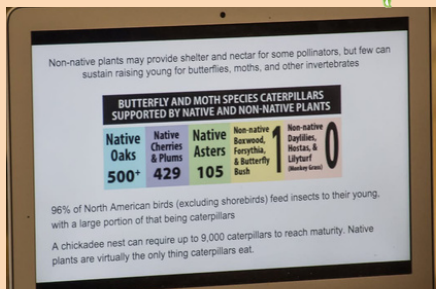 Non-native plants may provide shelter and nectar for some pollinators, but few can
sustain raising young for butterflies, moths, and other invertebrates
BUTTERFLY AND MOTH SPECIES CATERPILLARS
SUPPORTED BY NATIVE AND NON-NATIVE PLANTS
Native
Oaks
500+
Native
Cherries
& Plums
429
Native
Asters
105
Non-native
Boxwood,
Forsythia,
& Butterfly
Bush
1
Non-native
Daylilies,
Hostas, &
Lilyturf
(Monkey Grass)
0
96% of North American birds (excluding shorebirds) feed insects to their young,
with a large portion of that being caterpillars
A chickadee nest can require up to 9,000 caterpillars to reach maturity. Native
plants are virtually the only thing caterpillars eat.